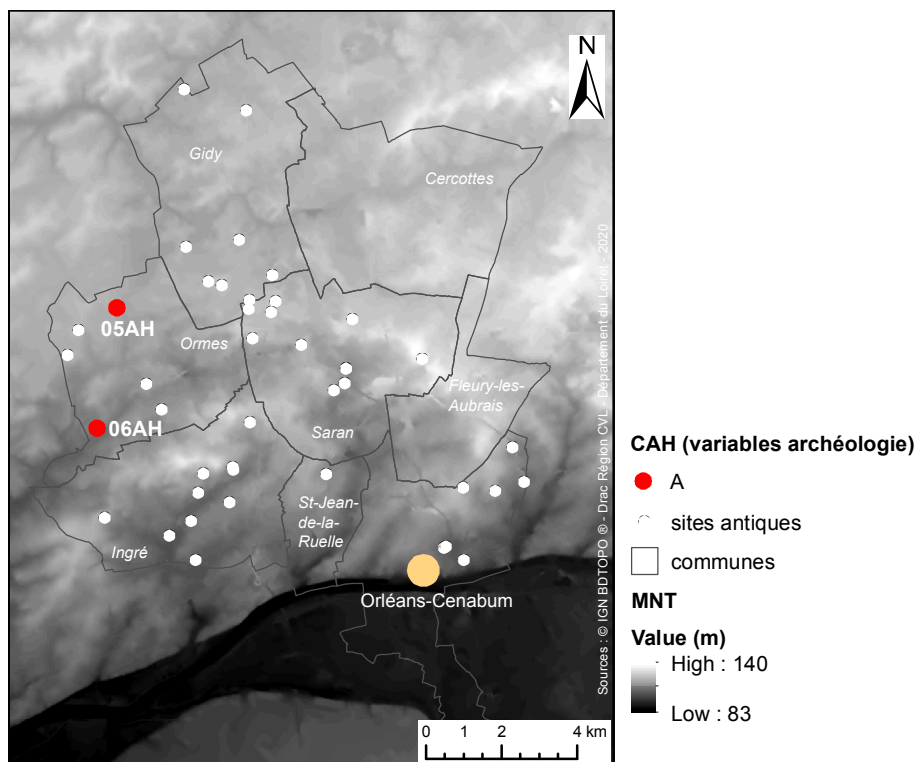 N
Gidy
Cercottes
05AH
Ormes
Fleury-les-
Aubrais
06AH
Saran
St-Jean-
de-la-
Ruelle
Ingré
Orléans-Cenabum
0 1 2 4 km
Sources : © IGN BDTOPO ® - Drac Région CVL - Département du Loiret, 2020
CAH (variables archéologie)
A
sites antiques
communes
MNT
Value (m)
High : 140
Low : 83